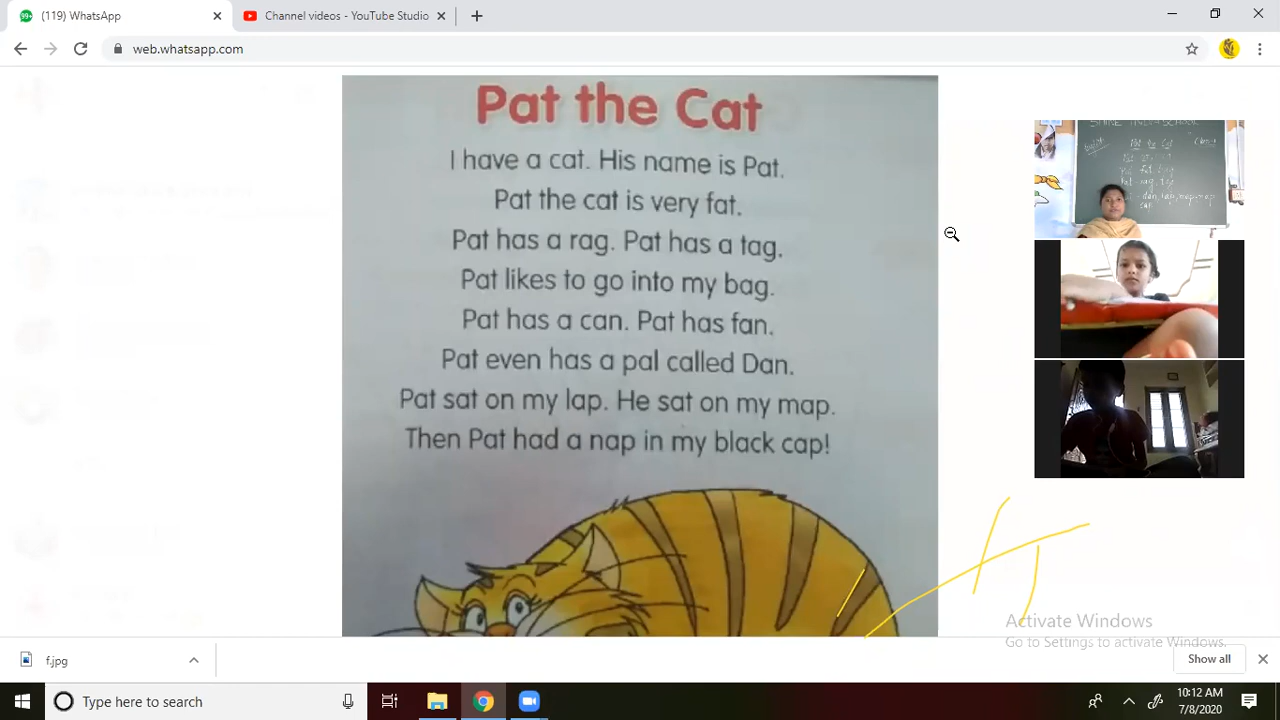 (119) WhatsApp
Channel videos - YouTube Studio
web.whatsapp.com
Pat the Cat
I have a cat. His name is Pat.
Pat the cat is very fat.
Pat has a rag. Pat has a tag.
Pat likes to go into my bag.
Pat has a can. Pat has fan.
Pat even has a pal called Dan.
Pat sat on my lap. He sat on my map.
Then Pat had a nap in my black cap!
Pat the Cat
Activate Windows
Go to Settings to activate Windows.
f.jpg
Show all
Type here to search
10:12 AM
7/8/2020